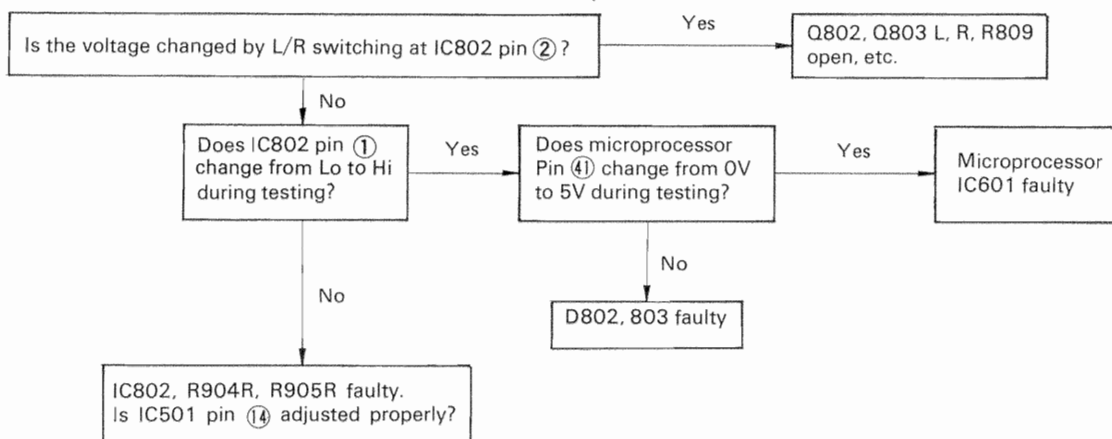 Yes
Is the voltage changed by L/R switching at IC802 pin ②?
Q802, Q803 L, R, R809
open, etc.
No
Does IC802 pin ①
change from Lo to Hi
during testing?
Yes
Does microprocessor
Pin ㊶ change from 0V
to 5V during testing?
Yes
Microprocessor
IC601 faulty
No
No
D802, 803 faulty
IC802, R904R, R905R faulty.
Is IC501 pin ⑭ adjusted properly?